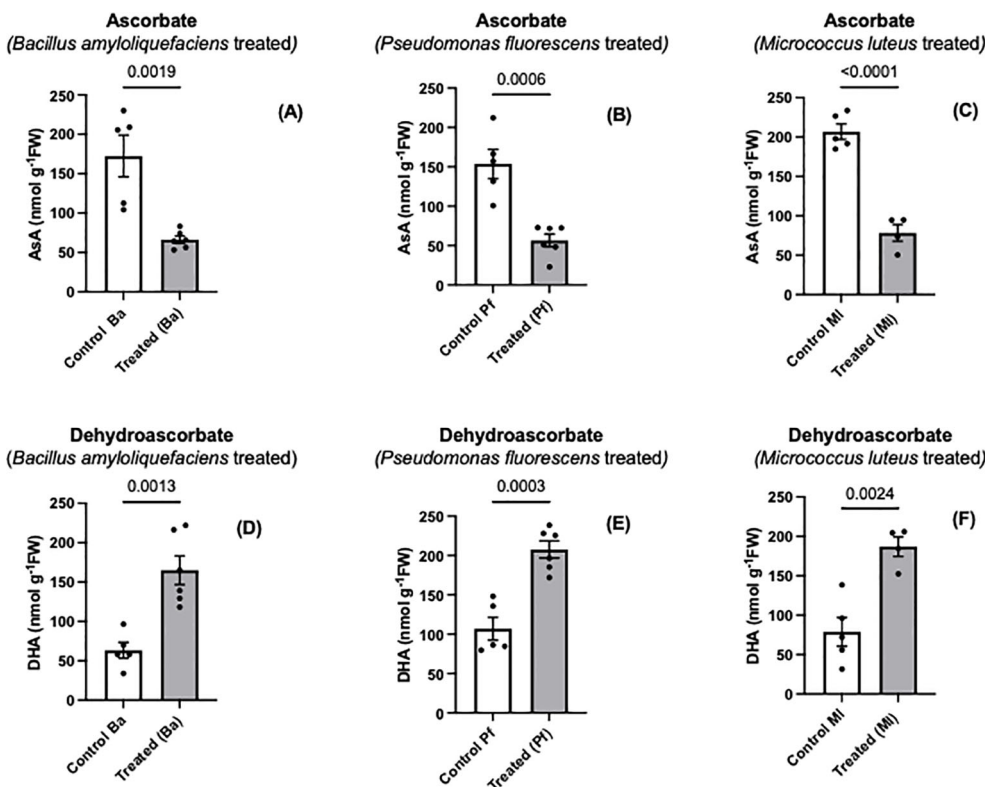 Ascorbate
(Bacillus amyloliquefaciens treated)
0.0019
(A)
AsA (nmol g⁻¹FW)
250
200
150
100
50
0
Control Ba
Treated (Ba)
Ascorbate
(Pseudomonas fluorescens treated)
0.0006
(B)
AsA (nmol g⁻¹FW)
250
200
150
100
50
0
Control Pf
Treated (Pf)
Ascorbate
(Micrococcus luteus treated)
<0.0001
(C)
AsA (nmol g⁻¹FW)
250
200
150
100
50
0
Control Ml
Treated (Ml)
Dehydroascorbate
(Bacillus amyloliquefaciens treated)
0.0013
(D)
DHA (nmol g⁻¹FW)
250
200
150
100
50
0
Control Ba
Treated (Ba)
Dehydroascorbate
(Pseudomonas fluorescens treated)
0.0003
(E)
DHA (nmol g⁻¹FW)
250
200
150
100
50
0
Control Pf
Treated (Pf)
Dehydroascorbate
(Micrococcus luteus treated)
0.0024
(F)
DHA (nmol g⁻¹FW)
250
200
150
100
50
0
Control Ml
Treated (Ml)